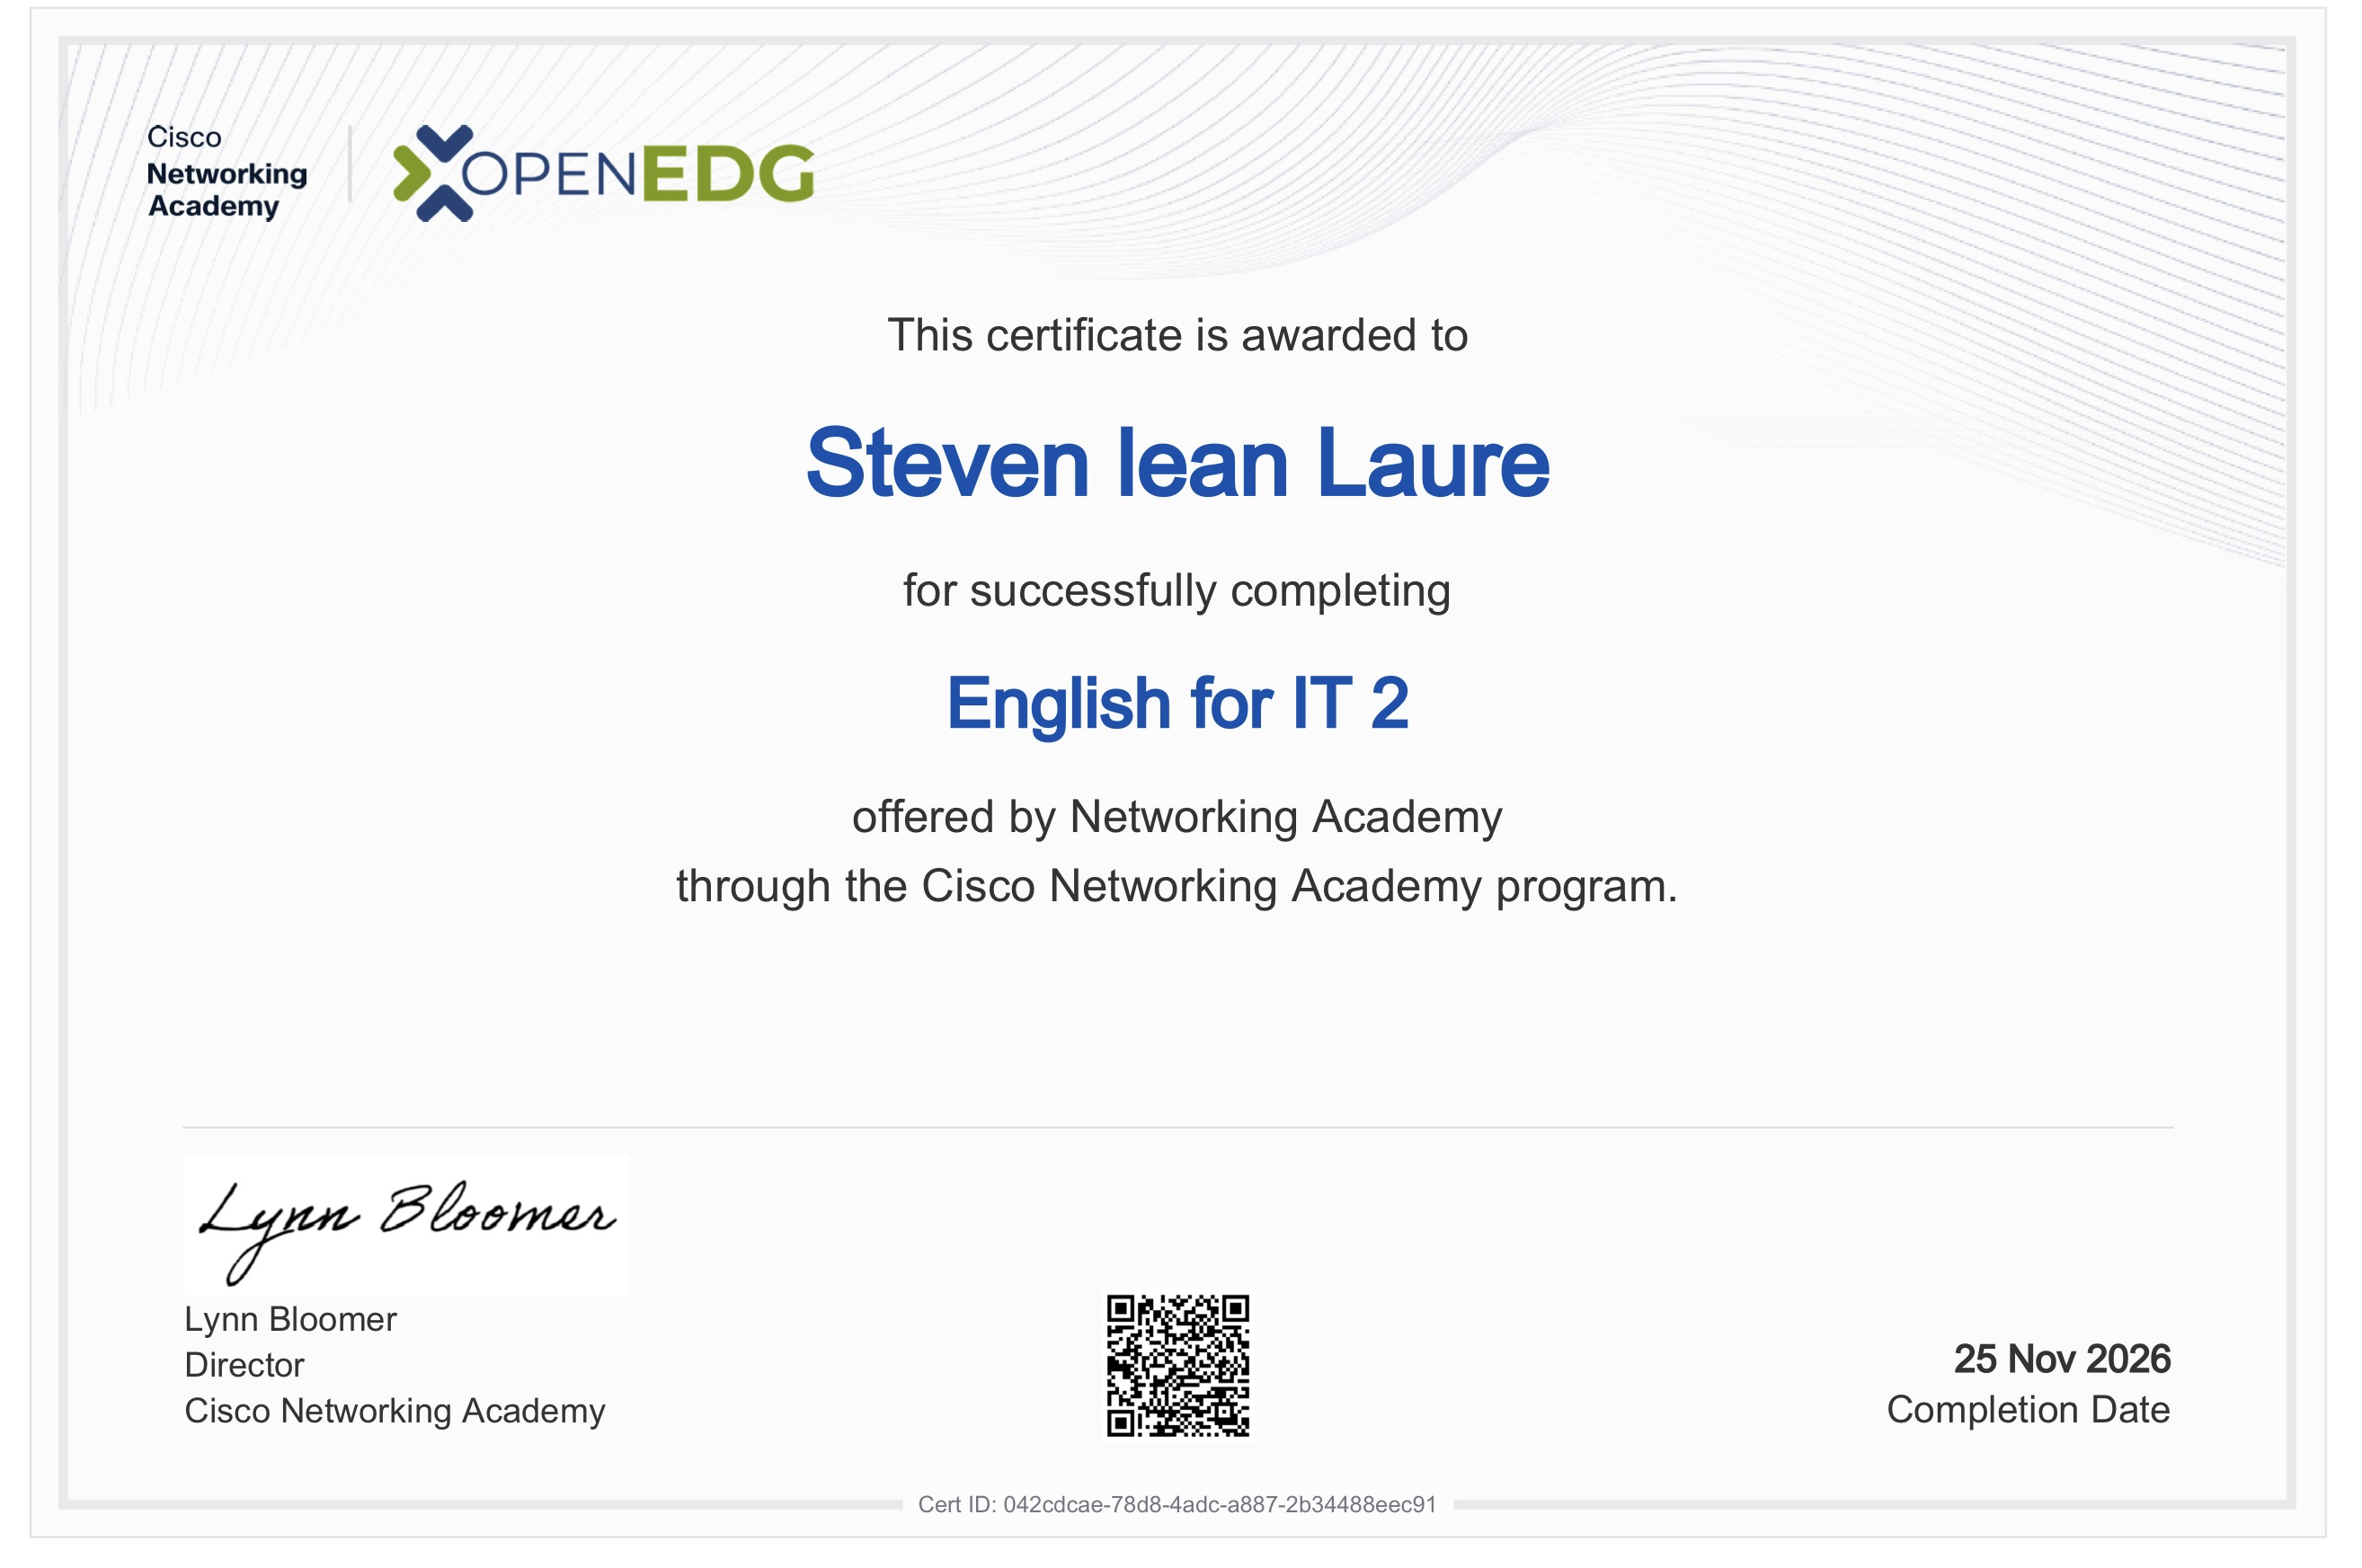 Cisco
Networking
Academy
OPENEDG
This certificate is awarded to
Steven Iean Laure
for successfully completing
English for IT 2
offered by Networking Academy
through the Cisco Networking Academy program.
Lynn Bloomer
Lynn Bloomer
Director
Cisco Networking Academy
25 Nov 2026
Completion Date
Cert ID: 042cdcae-78d8-4adc-a887-2b34488eec91